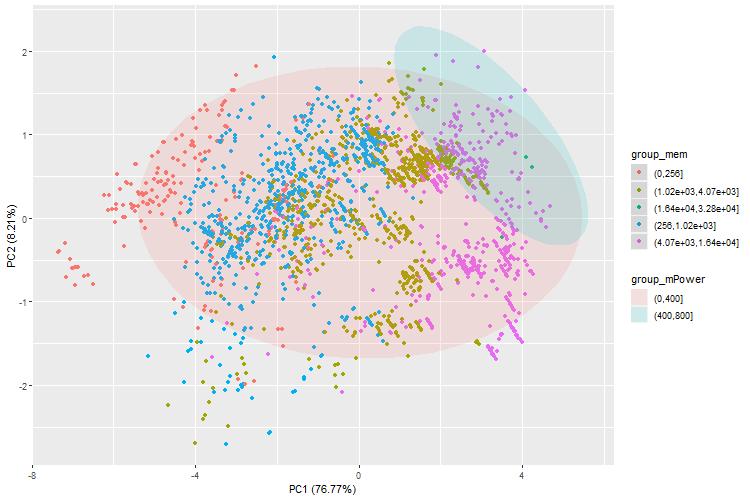 2
1
0
-1
-2
PC2 (6.21%)
-8
-4
0
4
PC1 (76.77%)
group_mem
(0,256]
(1.02e+03,4.07e+03]
(1.64e+04,3.28e+04]
(256,1.02e+03]
(4.07e+03,1.64e+04]
group_mPower
(0,400]
(400,800]